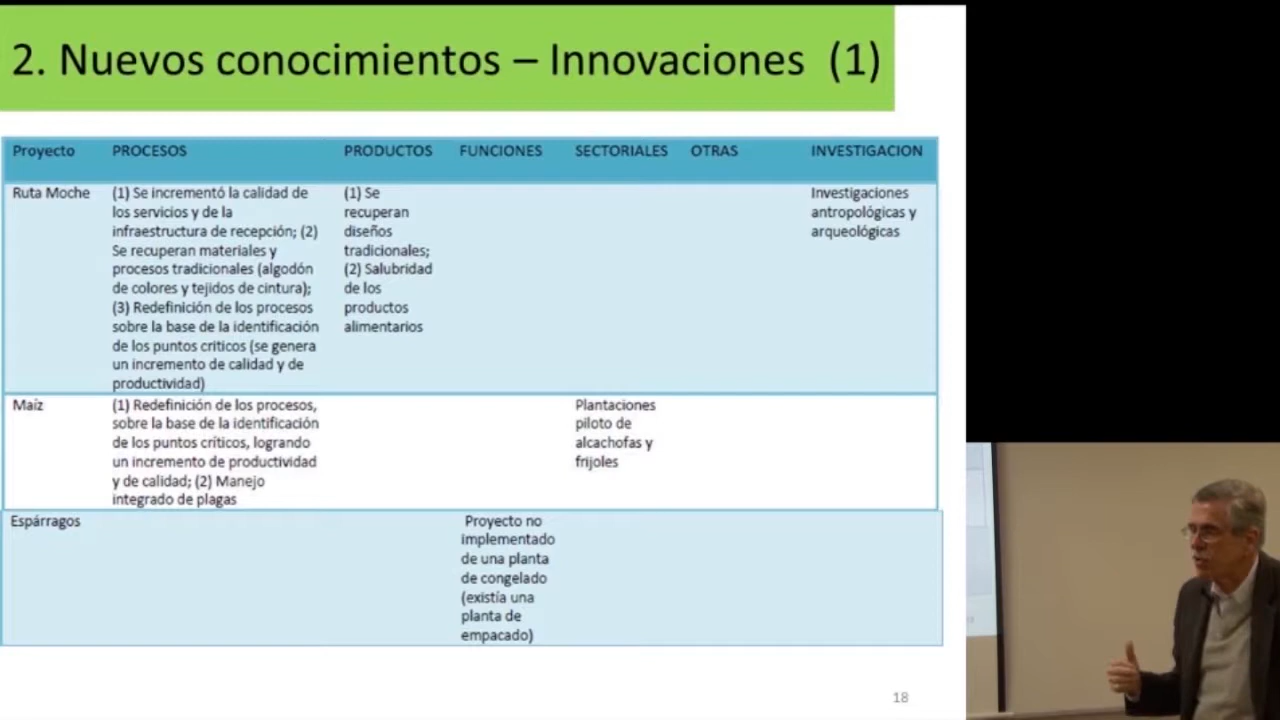 2. Nuevos conocimientos – Innovaciones (1)
Proyecto PROCESOS PRODUCTOS FUNCIONES SECTORIALES OTRAS INVESTIGACION
Ruta Moche
(1) Se incrementó la calidad de
los servicios y de la
infraestructura de recepción; (2)
Se recuperan materiales y
procesos tradicionales (algodón
de colores y tejidos de cintura);
(3) Redefinición de los procesos
sobre la base de la identificación
de los puntos criticos (se genera
un incremento de calidad y de
productividad)
(1) Se
recuperan
diseños
tradicionales;
(2) Salubridad
de los
productos
alimentarios
Investigaciones
antropológicas y
arqueológicas
Maíz
(1) Redefinición de los procesos,
sobre la base de la identificación
de los puntos críticos, logrando
un incremento de productividad
y de calidad; (2) Manejo
integrado de plagas
Plantaciones
piloto de
alcachofas y
frijoles
Espárragos
Proyecto no
implementado
de una planta
de congelado
(existía una
planta de
empacado)
18